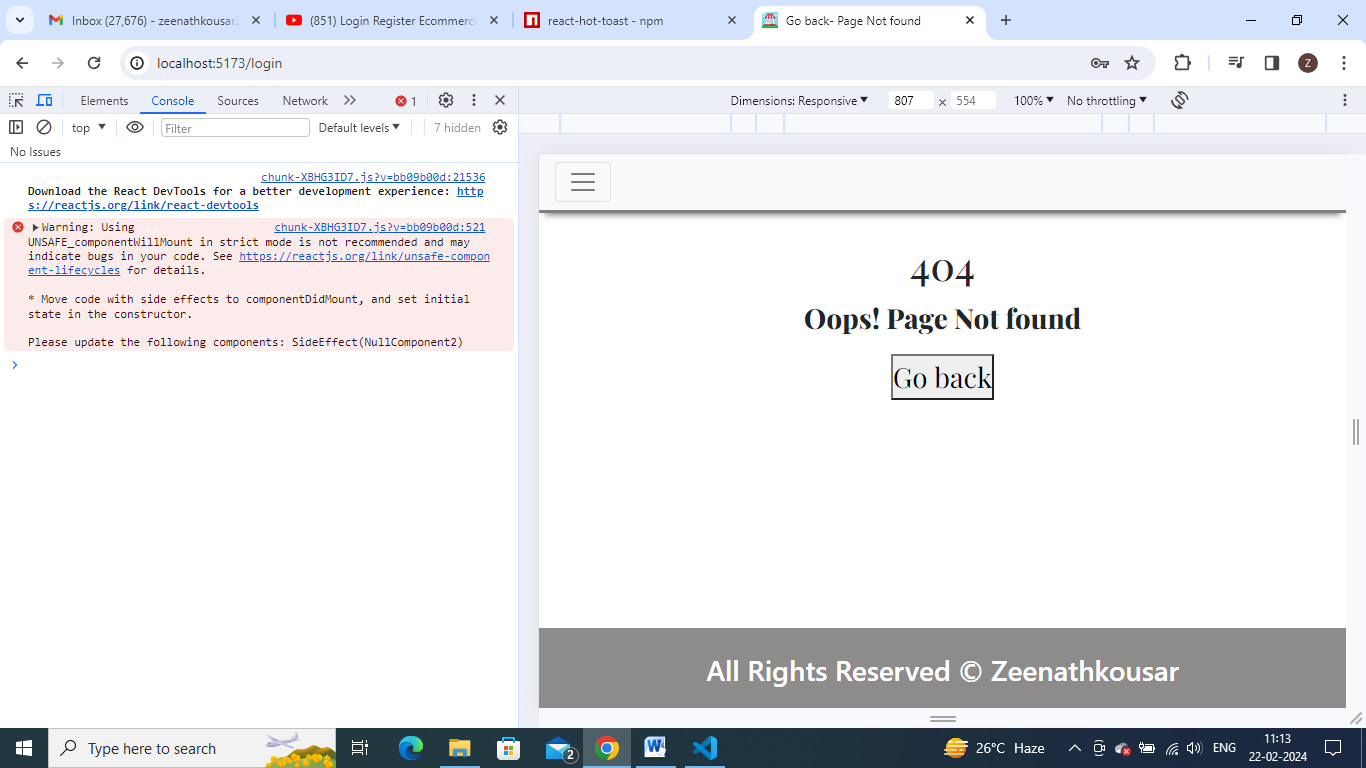 Inbox (27,676) - zeenathkousar
(851) Login Register Ecommerce
react-hot-toast - npm
Go back- Page Not found
localhost:5173/login
Z
Elements
Console
Sources
Network
1
Dimensions: Responsive
807
×
554
100%
No throttling
top
Filter
Default levels
7 hidden
No Issues
chunk-XBHG3ID7.js?v=bb09b00d:21536
Download the React DevTools for a better development experience: http
s://reactjs.org/link/react-devtools
Warning: Using
chunk-XBHG3ID7.js?v=bb09b00d:521
UNSAFE_componentWillMount in strict mode is not recommended and may
indicate bugs in your code. See https://reactjs.org/link/unsafe-compon
ent-lifecycles for details.
* Move code with side effects to componentDidMount, and set initial
state in the constructor.
Please update the following components: SideEffect(NullComponent2)
404
Oops! Page Not found
Go back
All Rights Reserved © Zeenathkousar
Type here to search
2
26°C Haze
ENG
11:13
22-02-2024